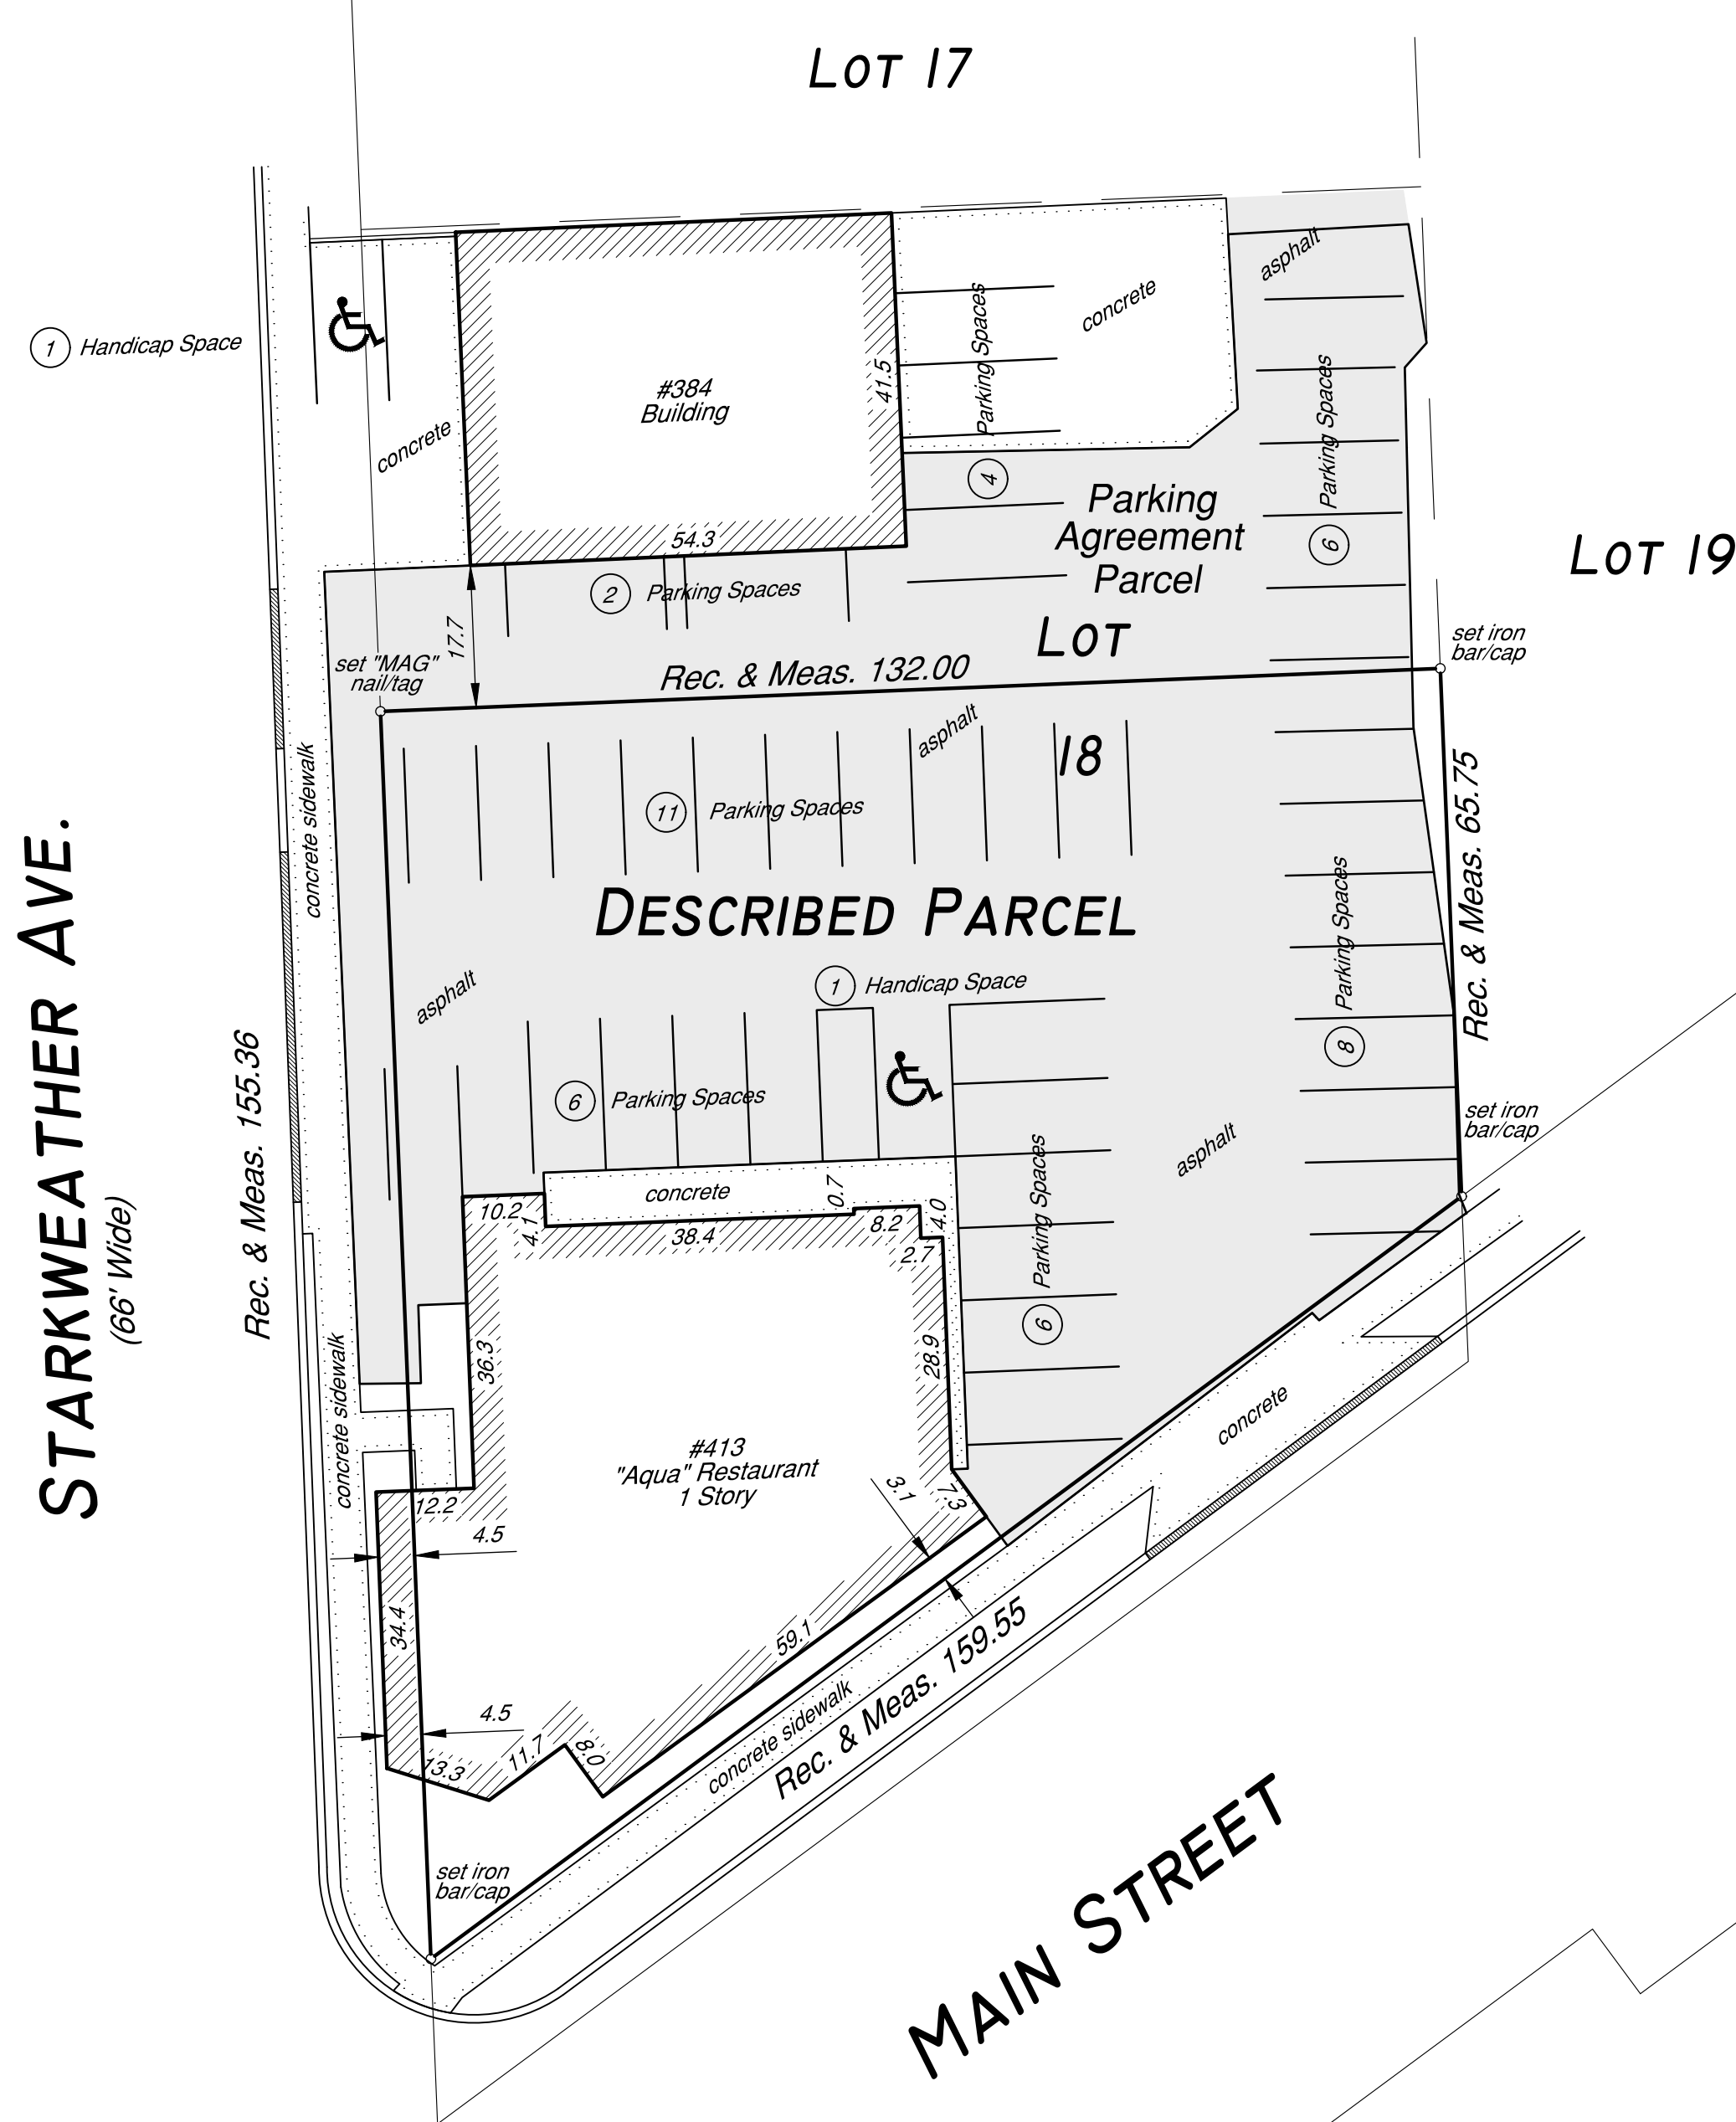 LOT 17
1 Handicap Space
concrete
#384
Building
41.5
54.3
Parking Spaces
4
concrete
asphalt
Parking Spaces
6
Parking
Agreement
Parcel
LOT 19
2 Parking Spaces
17.7
set "MAG"
nail/tag
LOT
Rec. & Meas. 132.00
set iron
bar/cap
concrete sidewalk
asphalt
18
11 Parking Spaces
Rec. & Meas. 65.75
DESCRIBED PARCEL
Parking Spaces
8
STARKWEATHER AVE.
(66' Wide)
Rec. & Meas. 155.36
asphalt
1 Handicap Space
6 Parking Spaces
set iron
bar/cap
asphalt
Parking Spaces
6
concrete
0.7
10.2
4.1
38.4
8.2
4.0
2.7
36.3
28.9
concrete sidewalk
#413
"Aqua" Restaurant
1 Story
concrete
3.1
7.3
12.2
4.5
34.4
59.1
4.5
13.3
11.7
8.0
concrete sidewalk
Rec. & Meas. 159.55
set iron
bar/cap
MAIN STREET